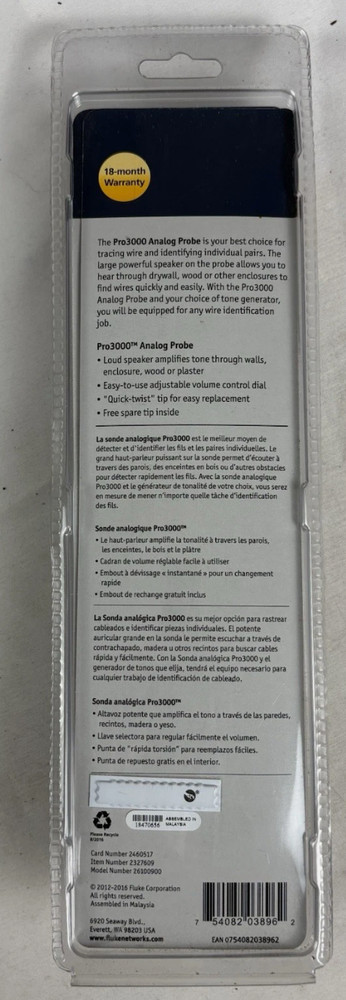 18-month
Warranty
The Pro3000 Analog Probe is your best choice for
tracing wire and identifying individual pairs. The
large powerful speaker on the probe allows you to
hear through drywall, wood or other enclosures to
find wires quickly and easily. With the Pro3000
Analog Probe and your choice of tone generator,
you will be equipped for any wire identification
job.
Pro3000™ Analog Probe
• Loud speaker amplifies tone through walls,
enclosure, wood or plaster
• Easy-to-use adjustable volume control dial
• "Quick-twist" tip for easy replacement
• Free spare tip inside
La sonde analogique Pro3000 est le meilleur moyen de
détecter et d'identifier les fils et les paires individuelles. Le
grand haut-parleur puissant sur la sonde permet d'écouter à
travers des parois, des enceintes en bois ou d'autres obstacles
pour détecter rapidement les fils. Avec la sonde analogique
Pro3000 et le générateur de tonalité de votre choix, vous serez
en mesure de mener n'importe quelle tâche d'identification
des fils.
Sonde analogique Pro3000™
• Le haut-parleur amplifie la tonalité à travers les parois,
les enceintes, le bois et le plâtre
• Cadran de volume réglable facile à utiliser
• Embout à dévissage « instantané » pour un changement
rapide
• Embout de rechange gratuit inclus
La Sonda analógica Pro3000 es su mejor opción para rastrear
cableados e identificar piezas individuales. El potente
auricular grande en la sonda le permite escuchar a través de
contrachapado, madera u otros recintos para buscar cables
rápida y fácilmente. Con la Sonda analógica Pro3000 y el
generador de tonos que elija, tendrá el equipo necesario para
cualquier trabajo de identificación de cableado.
Sonda analógica Pro3000™
• Altavoz potente que amplifica el tono a través de las paredes,
recintos, madera o yeso.
• Llave selectora para regular fácilmente el volumen.
• Punta de "rápida torsión" para reemplazos fáciles.
• Punta de repuesto gratis en el interior.
Please Recycle
ASSEMBLED IN
MALAYSIA
18470656
Card Number 2460517
Item Number 2327609
Model Number 26100900
© 2012-2016 Fluke Corporation
All rights reserved.
Assembled in Malaysia
6920 Seaway Blvd.,
Everett, WA 98203 USA
www.flukenetworks.com
7 54082 03896 2
EAN 0754082038962